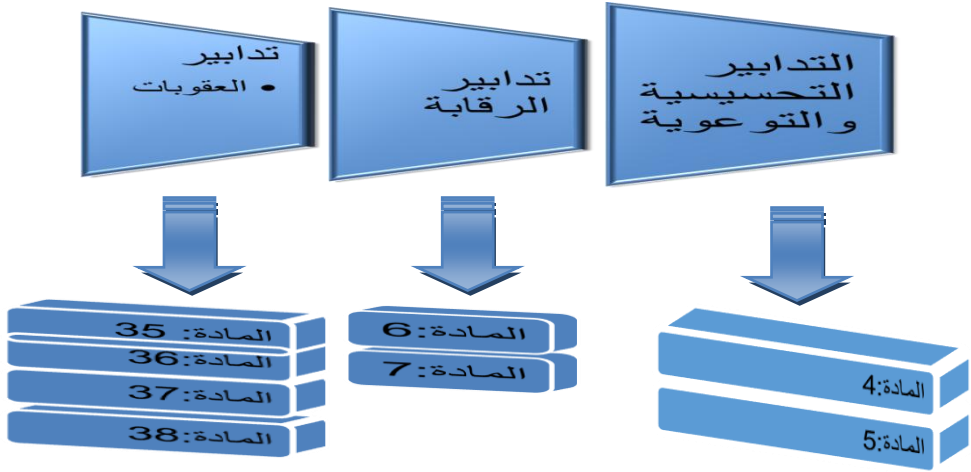 التدابير
التحسيسية
والتوعوية
تدابير
الرقابة
تدابير
• العقوبات
المادة:4
المادة:5
المادة:6
المادة:7
المادة: 35
المادة:36
المادة:37
المادة:38